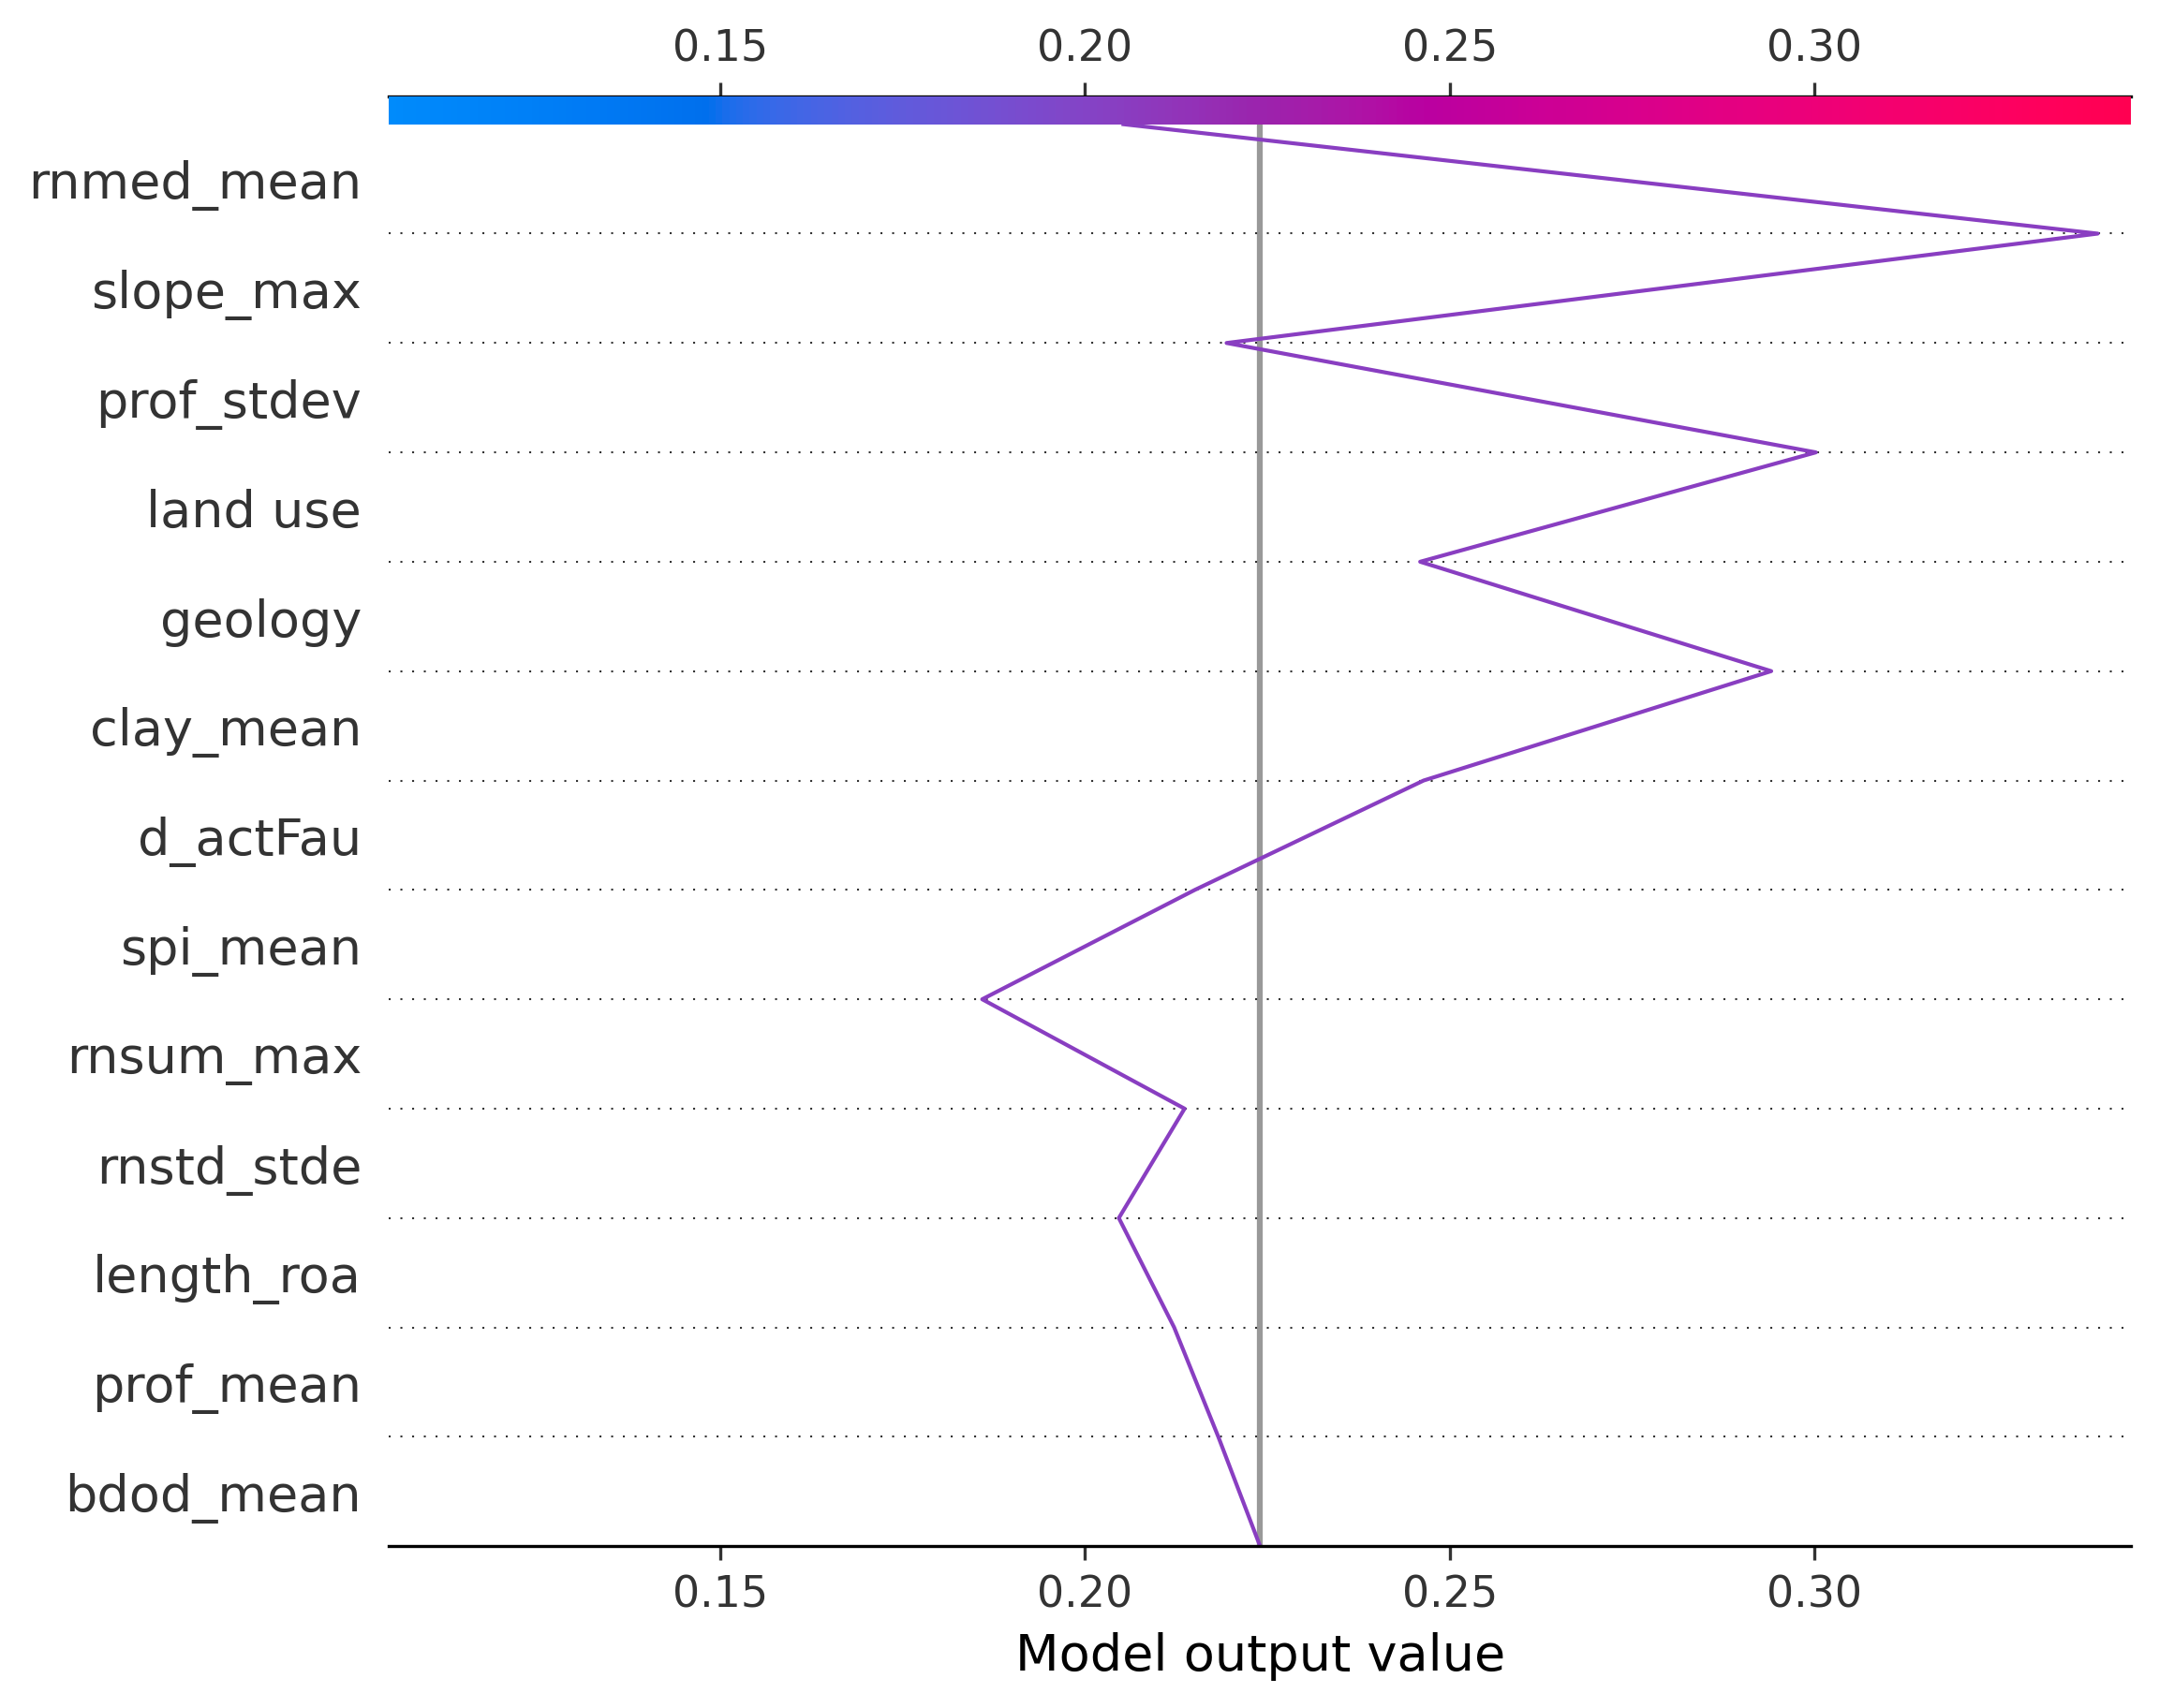 0.15 0.20 0.25 0.30
rnmed_mean
slope_max
prof_stdev
land use
geology
clay_mean
d_actFau
spi_mean
rnsum_max
rnstd_stde
length_roa
prof_mean
bdod_mean
0.15 0.20 0.25 0.30
Model output value